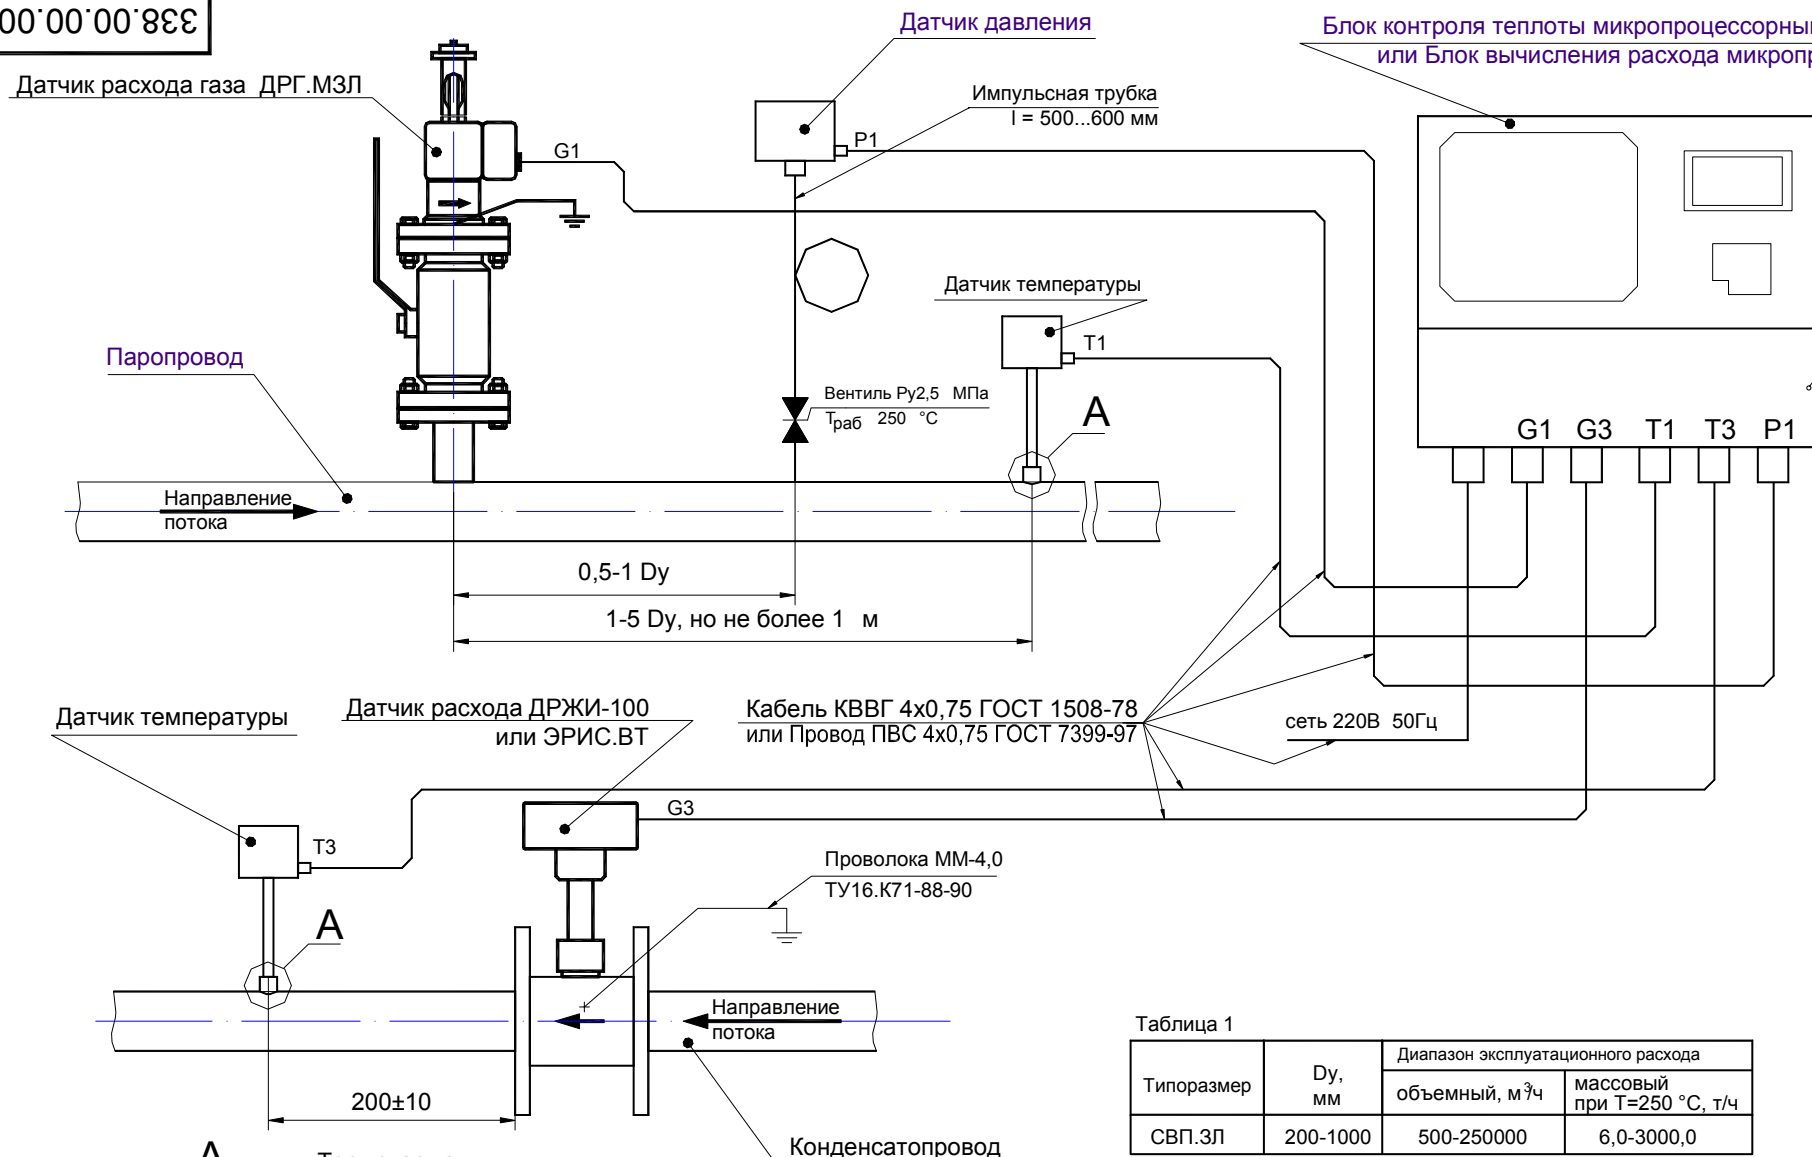 338.00.00.00
Датчик расхода газа ДРГ.МЗЛ
Датчик давления
Блок контроля теплоты микропроцессорны
или Блок вычисления расхода микропр
Импульсная трубка
l = 500...600 мм
G1
P1
Датчик температуры
T1
Паропровод
Вентиль Ру2,5 МПа
Tраб 250 °С
А
G1 G3 T1 T3 P1
Направление
потока
0,5-1 Dy
1-5 Dy, но не более 1 м
Датчик температуры
Датчик расхода ДРЖИ-100
или ЭРИС.ВТ
Кабель КВВГ 4х0,75 ГОСТ 1508-78
или Провод ПВС 4х0,75 ГОСТ 7399-97
сеть 220В 50Гц
G3
T3
Проволока ММ-4,0
ТУ16.К71-88-90
А
Направление
потока
200±10
Конденсатопровод
А
Таблица 1
Типоразмер
Dy,
мм
Диапазон эксплуатационного расхода
объемный, м³/ч
массовый
при Т=250 °С, т/ч
СВП.ЗЛ 200-1000 500-250000 6,0-3000,0